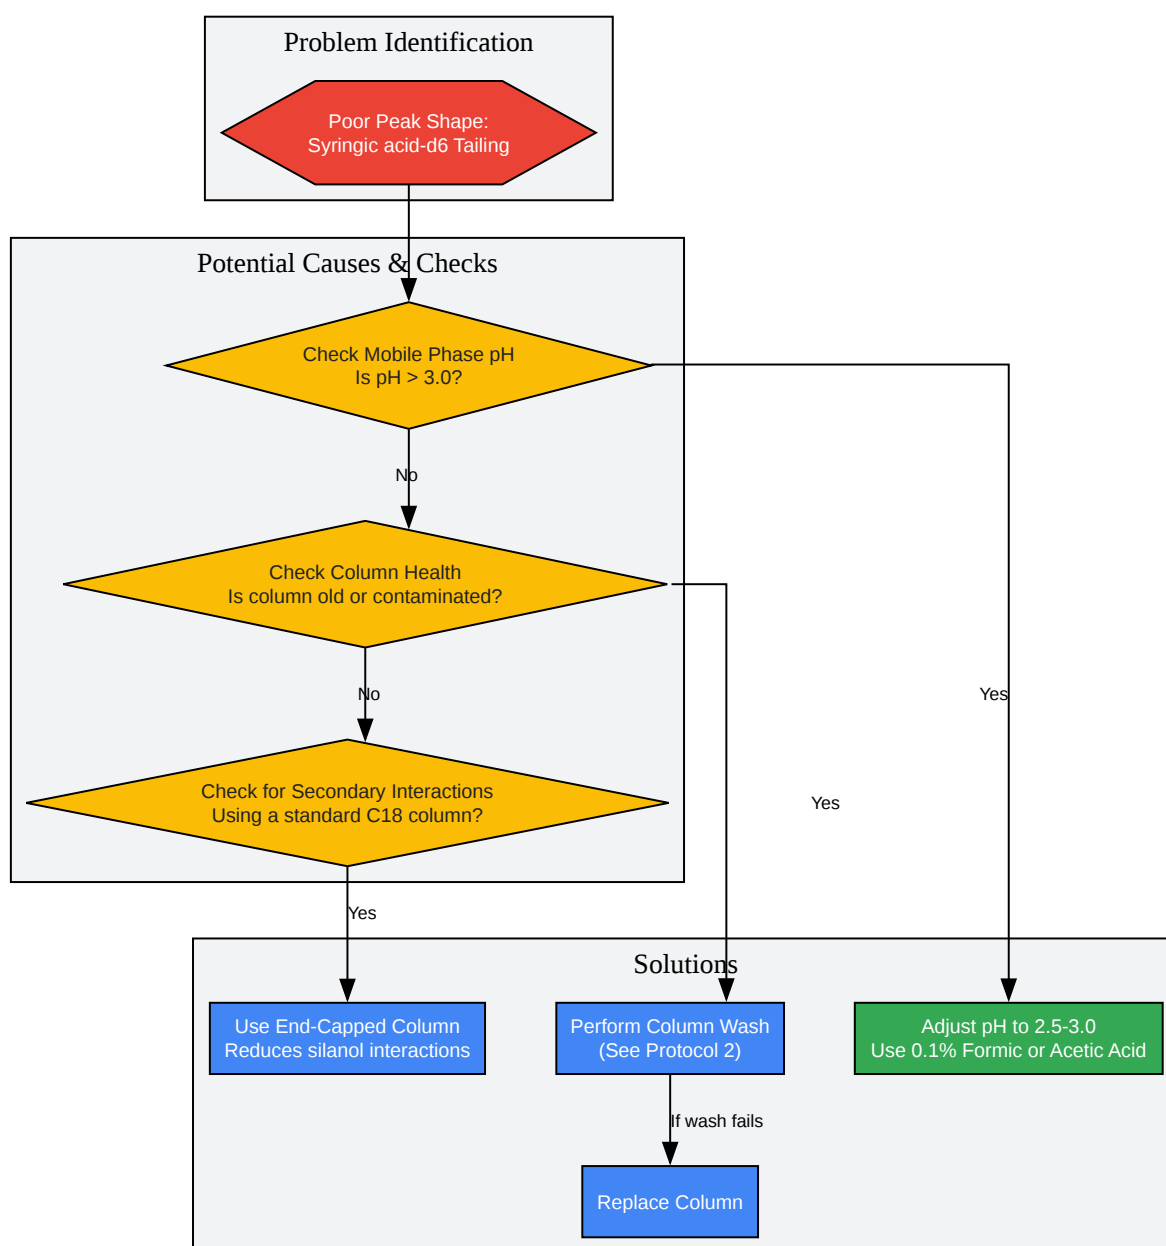 Problem Identification
Poor Peak Shape:
Syringic acid-d6 Tailing
Potential Causes & Checks
Check Mobile Phase pH
Is pH > 3.0?
No
Check Column Health
Is column old or contaminated?
No
Yes
Check for Secondary Interactions
Using a standard C18 column?
Yes
Yes
Solutions
Use End-Capped Column
Reduces silanol interactions
Perform Column Wash
(See Protocol 2)
Adjust pH to 2.5-3.0
Use 0.1% Formic or Acetic Acid
If wash fails
Replace Column